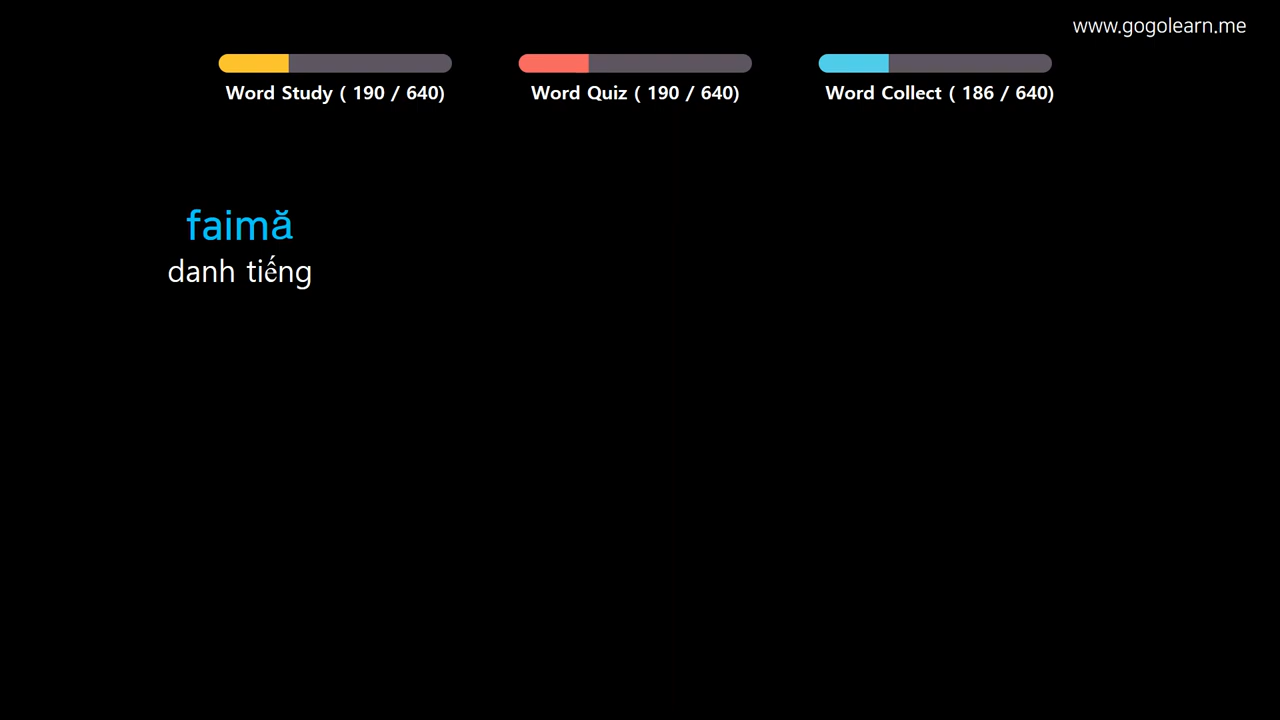 www.gogolearn.me
Word Study ( 190 / 640)
Word Quiz ( 190 / 640)
Word Collect ( 186 / 640)
faimă
danh tiếng